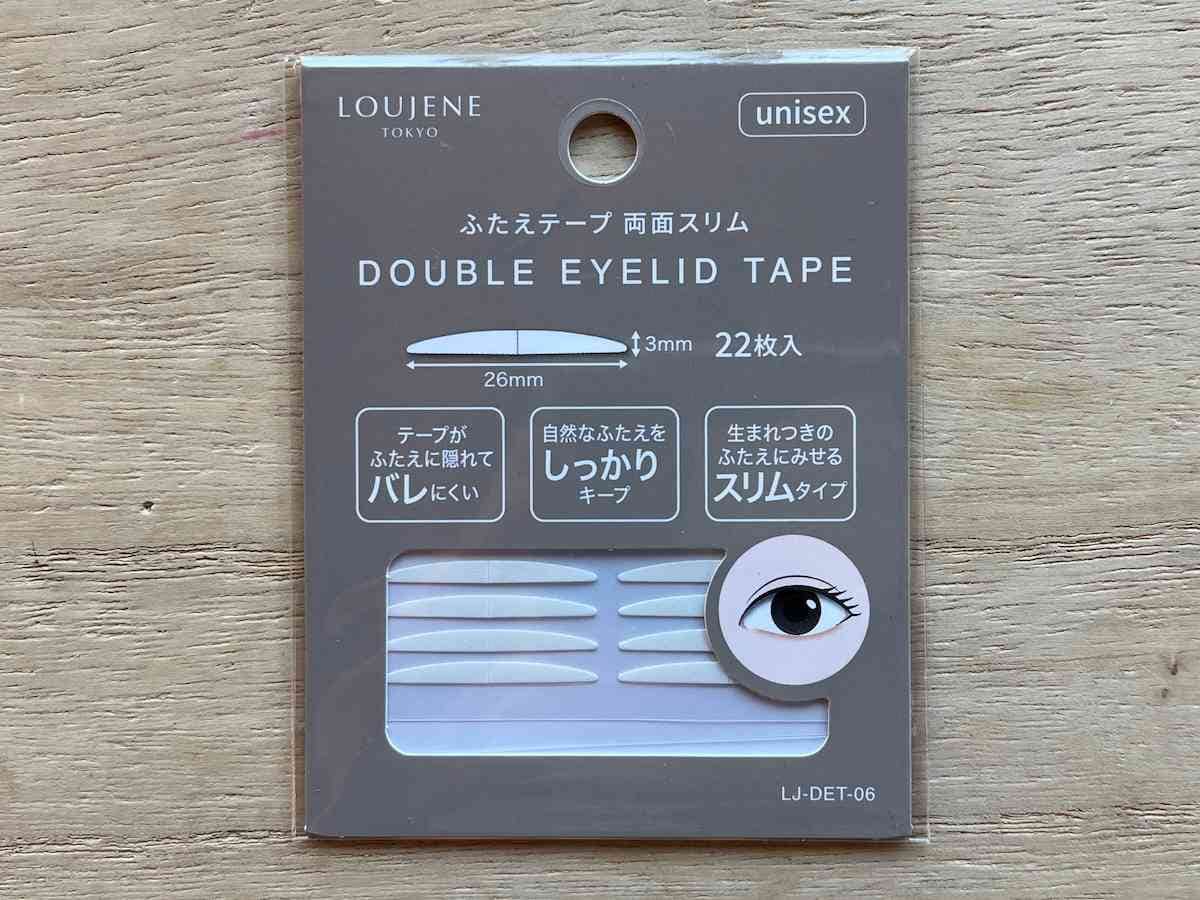 LOUJENE
TOKYO
unisex
ふたえテープ 両面スリム
DOUBLE EYELID TAPE
3mm
22枚入
26mm
テープが
ふたえに隠れて
バレにくい
自然なふたえを
しっかり
キープ
生まれつきの
ふたえにみせる
スリムタイプ
LJ-DET-06